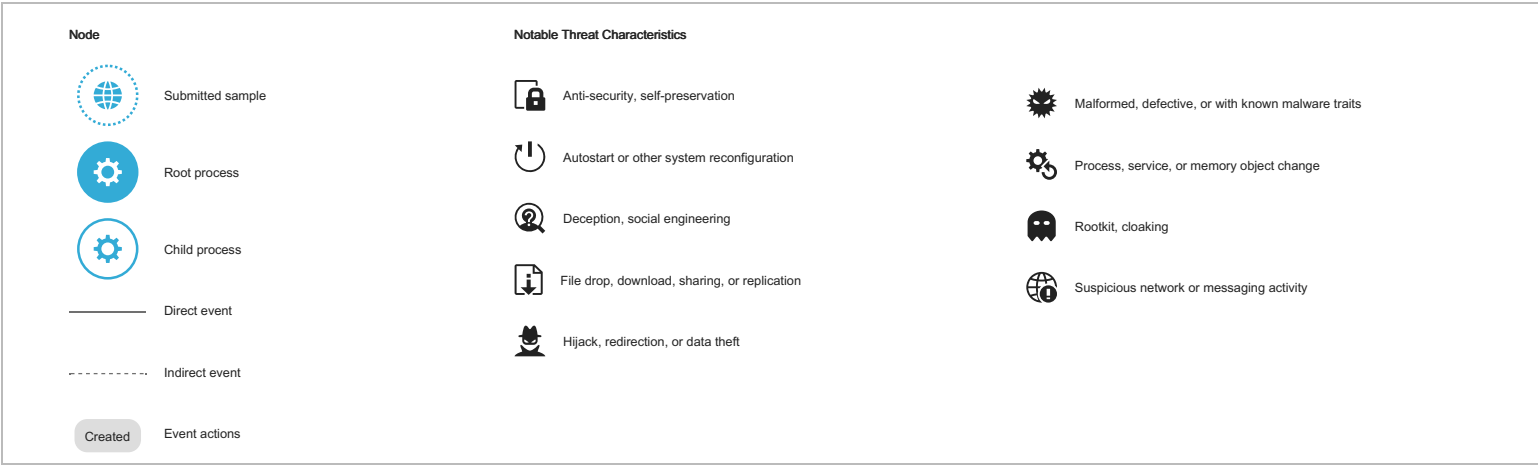 Node
Submitted sample
Root process
Child process
Direct event
Indirect event
Created
Event actions
Notable Threat Characteristics
Anti-security, self-preservation
Autostart or other system reconfiguration
Deception, social engineering
File drop, download, sharing, or replication
Hijack, redirection, or data theft
Malformed, defective, or with known malware traits
Process, service, or memory object change
Rootkit, cloaking
Suspicious network or messaging activity